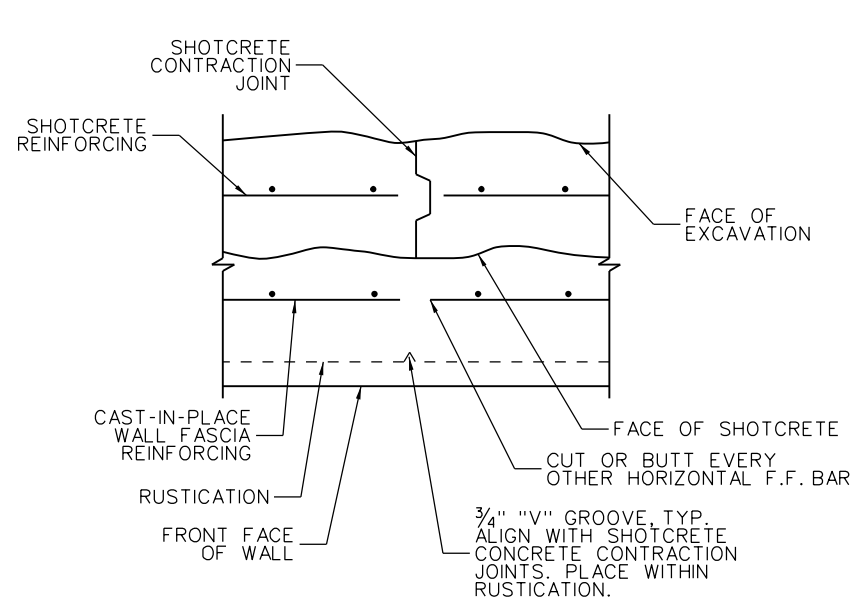 SHOTCRETE
CONTRACTION
JOINT
SHOTCRETE
REINFORCING
FACE OF
EXCAVATION
CAST-IN-PLACE
WALL FASCIA
REINFORCING
FACE OF SHOTCRETE
CUT OR BUTT EVERY
OTHER HORIZONTAL F.F. BAR
RUSTICATION
FRONT FACE
OF WALL
¾" "V" GROOVE, TYP.
ALIGN WITH SHOTCRETE
CONCRETE CONTRACTION
JOINTS. PLACE WITHIN
RUSTICATION.